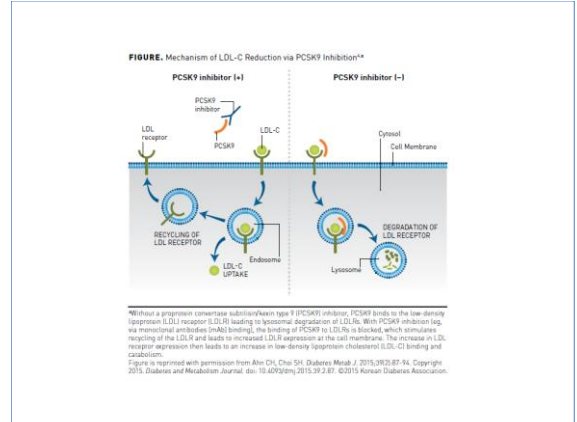 FIGURE. Mechanism of LDL-C Reduction via PCSK9 Inhibition⁴*
PCSK9 inhibitor (+)
PCSK9 inhibitor (−)
PCSK9
inhibitor
PCSK9
LDL
receptor
LDL-C
Cytosol
Cell Membrane
RECYCLING OF
LDL RECEPTOR
Endosome
LDL-C
UPTAKE
DEGRADATION OF
LDL RECEPTOR
Lysosome
*Without a proprotein convertase subtilisin/kexin type 9 (PCSK9) inhibitor, PCSK9 binds to the low-density
lipoprotein (LDL) receptor (LDLR) leading to lysosomal degradation of LDLRs. With PCSK9 inhibition (eg,
via monoclonal antibodies [mAb] binding), the binding of PCSK9 to LDLRs is blocked, which stimulates
recycling of the LDLR and leads to increased LDLR expression at the cell membrane. The increase in LDL
receptor expression then leads to an increase in low-density lipoprotein cholesterol (LDL-C) binding and
catabolism.
Figure is reprinted with permission from Ahn CH, Choi SH. Diabetes Metab J. 2015;39(2):87-94. Copyright
2015. Diabetes and Metabolism Journal. doi: 10.4093/dmj.2015.39.2.87. ©2015 Korean Diabetes Association.